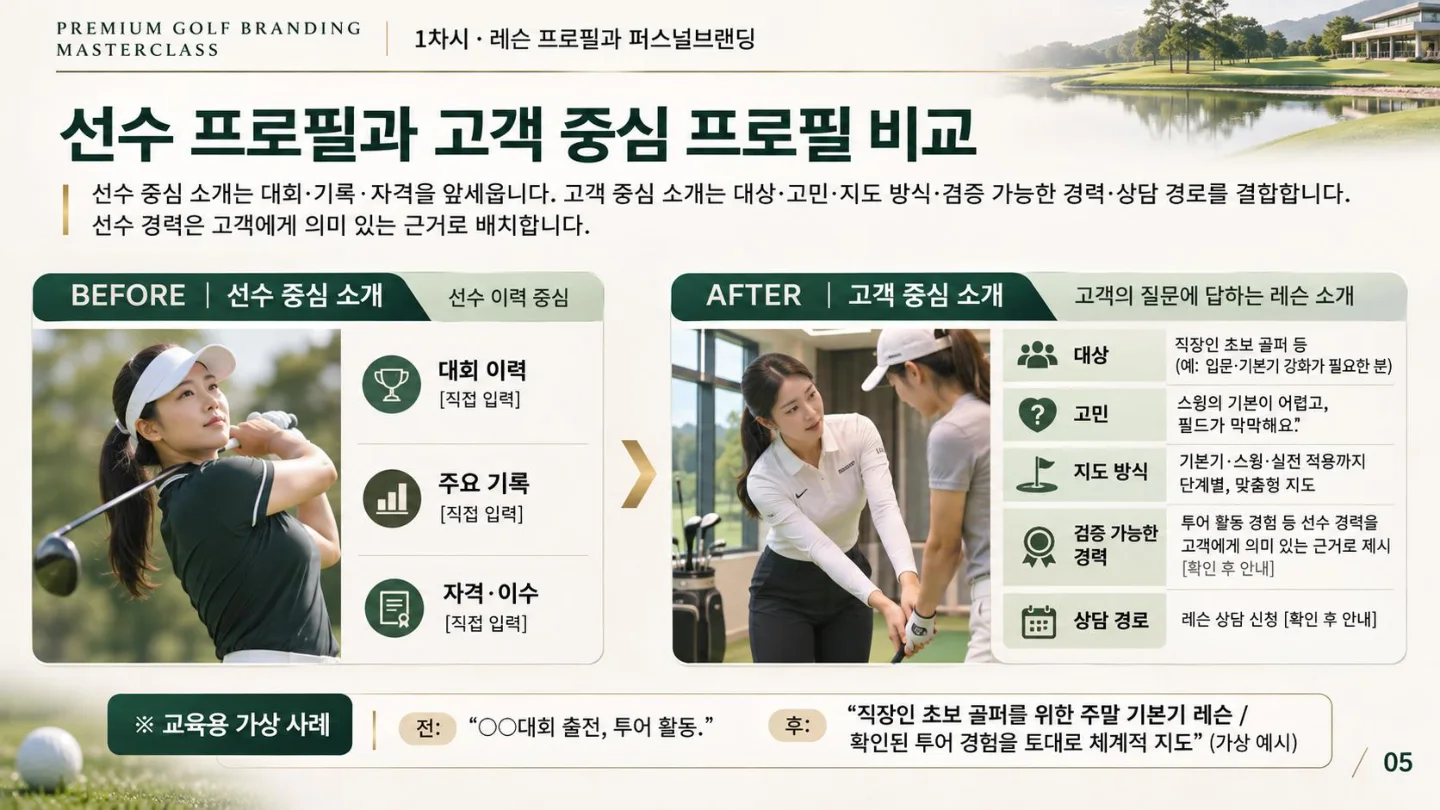 PREMIUM GOLF BRANDING
MASTERCLASS
1차시 · 레슨 프로필과 퍼스널브랜딩
선수 프로필과 고객 중심 프로필 비교
선수 중심 소개는 대회·기록·자격을 앞세웁니다. 고객 중심 소개는 대상·고민·지도 방식·검증 가능한 경력·상담 경로를 결합합니다.
선수 경력은 고객에게 의미 있는 근거로 배치합니다.
BEFORE | 선수 중심 소개
선수 이력 중심
대회 이력
[직접 입력]
주요 기록
[직접 입력]
자격·이수
[직접 입력]
AFTER | 고객 중심 소개
고객의 질문에 답하는 레슨 소개
대상
직장인 초보 골퍼 등
(예: 입문·기본기 강화가 필요한 분)
고민
스윙의 기본이 어렵고,
필드가 막막해요."
지도 방식
기본기·스윙·실전 적용까지
단계별, 맞춤형 지도
검증 가능한
경력
투어 활동 경험 등 선수 경력을
고객에게 의미 있는 근거로 제시
[확인 후 안내]
상담 경로
레슨 상담 신청 [확인 후 안내]
※ 교육용 가상 사례
전:
“○○대회 출전, 투어 활동.”
후:
“직장인 초보 골퍼를 위한 주말 기본기 레슨 /
확인된 투어 경험을 토대로 체계적 지도” (가상 예시)
05